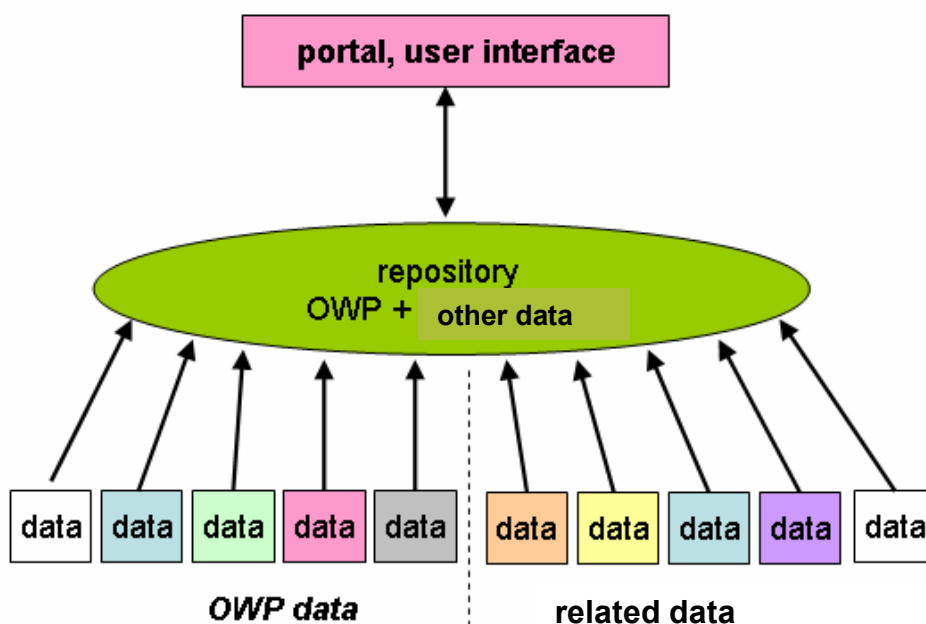 portal, user interface
repository
OWP + other data
data data data data data data data data data data
OWP data related data